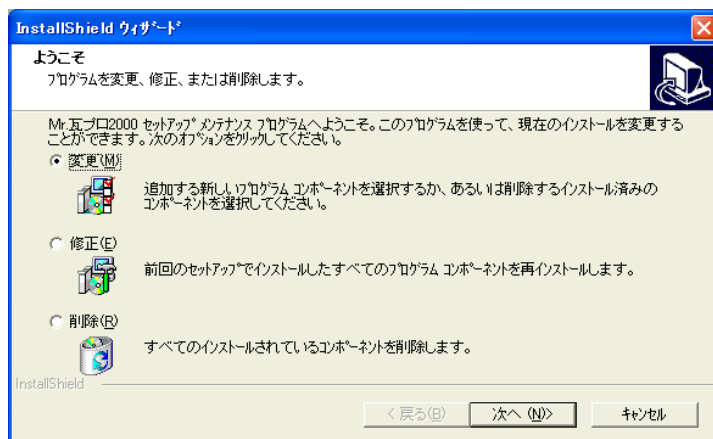 InstallShield ウィザード
ようこそ
プログラムを変更、修正、または削除します。
Mr.瓦プロ2000 セットアップ メンテナンス プログラムへようこそ。このプログラムを使って、現在のインストールを変更する
ことができます。次のオプションをクリックしてください。
変更(M)
追加する新しいプログラム コンポーネントを選択するか、あるいは削除するインストール済みの
コンポーネントを選択してください。
修正(E)
前回のセットアップでインストールしたすべてのプログラム コンポーネントを再インストールします。
削除(R)
すべてのインストールされているコンポーネントを削除します。
InstallShield
< 戻る(B) 次へ (N)> キャンセル